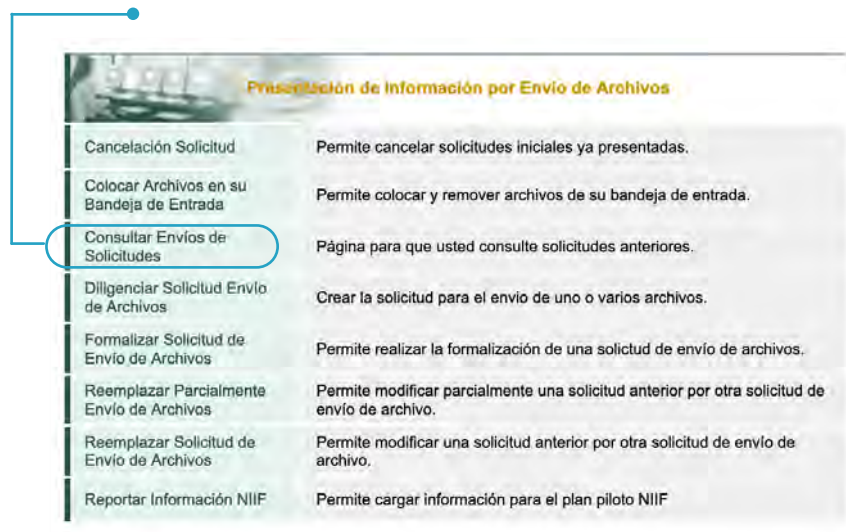 Presentación de Información por Envío de Archivos
Cancelación Solicitud
Permite cancelar solicitudes iniciales ya presentadas.
Colocar Archivos en su
Bandeja de Entrada
Permite colocar y remover archivos de su bandeja de entrada.
Consultar Envíos de
Solicitudes
Página para que usted consulte solicitudes anteriores.
Diligenciar Solicitud Envío
de Archivos
Crear la solicitud para el envio de uno o varios archivos.
Formalizar Solicitud de
Envío de Archivos
Permite realizar la formalización de una solictud de envío de archivos.
Reemplazar Parcialmente
Envío de Archivos
Permite modificar parcialmente una solicitud anterior por otra solicitud de
envío de archivo.
Reemplazar Solicitud de
Envío de Archivos
Permite modificar una solicitud anterior por otra solicitud de envío de
archivo.
Reportar Información NIIF
Permite cargar información para el plan piloto NIIF